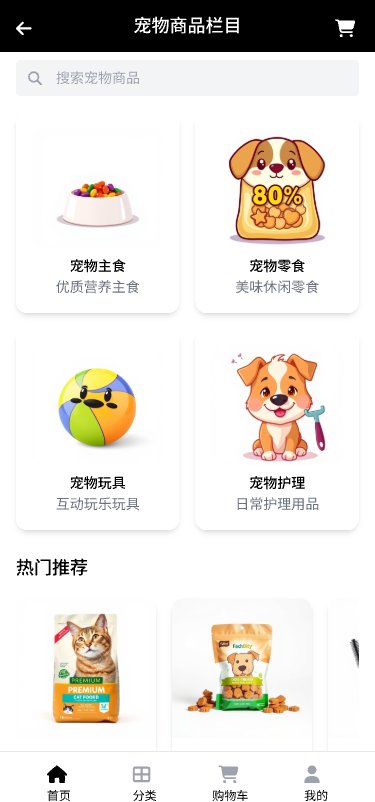 宠物商品栏目
搜索宠物商品
80%
宠物主食
优质营养主食
宠物零食
美味休闲零食
宠物玩具
互动玩乐玩具
宠物护理
日常护理用品
热门推荐
PREMIUM
PREMIUM
CAT FOOED
首页
分类
购物车
我的